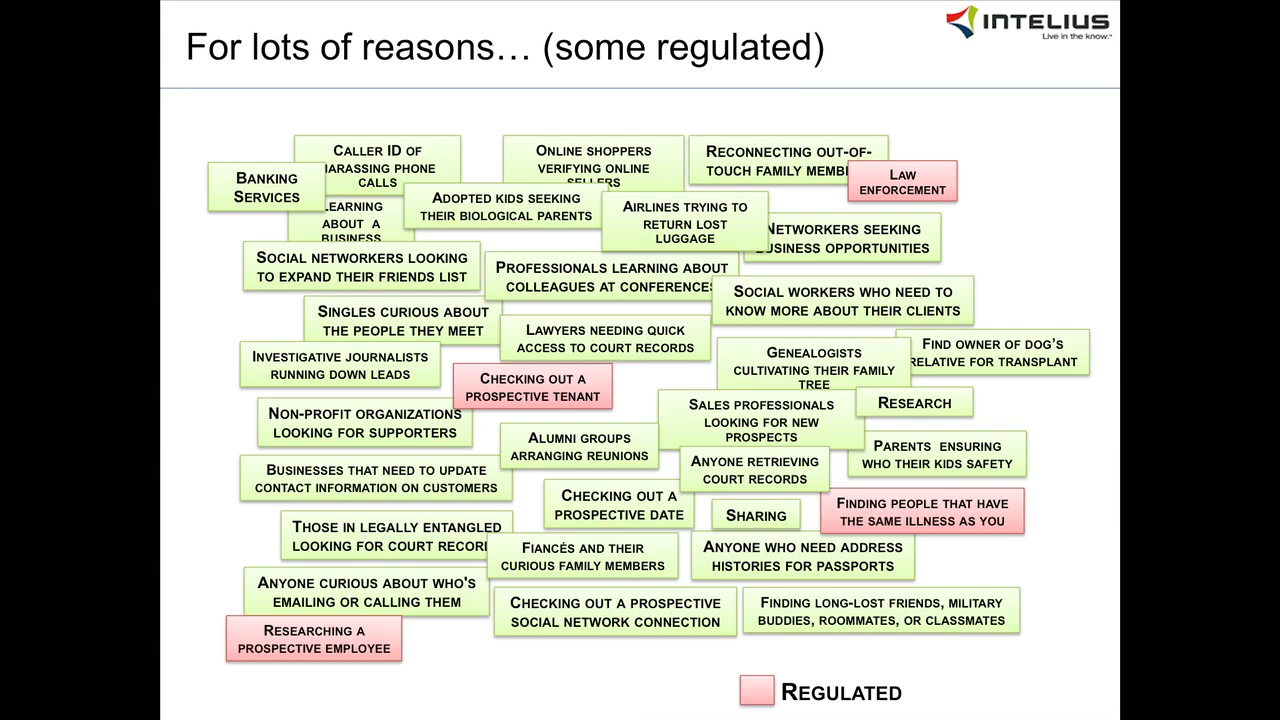 For lots of reasons… (some regulated)
INTELIUS
Live in the know.™
CALLER ID OF
HARASSING PHONE
CALLS
ONLINE SHOPPERS
VERIFYING ONLINE
SELLERS
RECONNECTING OUT-OF-
TOUCH FAMILY MEMB
LAW
ENFORCEMENT
BANKING
SERVICES
ADOPTED KIDS SEEKING
THEIR BIOLOGICAL PARENTS
AIRLINES TRYING TO
RETURN LOST
LUGGAGE
LEARNING
ABOUT A
BUSINESS
NETWORKERS SEEKING
BUSINESS OPPORTUNITIES
SOCIAL NETWORKERS LOOKING
TO EXPAND THEIR FRIENDS LIST
PROFESSIONALS LEARNING ABOUT
COLLEAGUES AT CONFERENCES
SOCIAL WORKERS WHO NEED TO
KNOW MORE ABOUT THEIR CLIENTS
SINGLES CURIOUS ABOUT
THE PEOPLE THEY MEET
LAWYERS NEEDING QUICK
ACCESS TO COURT RECORDS
FIND OWNER OF DOG'S
RELATIVE FOR TRANSPLANT
GENEALOGISTS
CULTIVATING THEIR FAMILY
TREE
INVESTIGATIVE JOURNALISTS
RUNNING DOWN LEADS
CHECKING OUT A
PROSPECTIVE TENANT
RESEARCH
SALES PROFESSIONALS
LOOKING FOR NEW
PROSPECTS
NON-PROFIT ORGANIZATIONS
LOOKING FOR SUPPORTERS
ALUMNI GROUPS
ARRANGING REUNIONS
PARENTS ENSURING
WHO THEIR KIDS SAFETY
ANYONE RETRIEVING
COURT RECORDS
BUSINESSES THAT NEED TO UPDATE
CONTACT INFORMATION ON CUSTOMERS
CHECKING OUT A
PROSPECTIVE DATE
SHARING
FINDING PEOPLE THAT HAVE
THE SAME ILLNESS AS YOU
THOSE IN LEGALLY ENTANGLED
LOOKING FOR COURT RECOR
FIANCÉS AND THEIR
CURIOUS FAMILY MEMBERS
ANYONE WHO NEED ADDRESS
HISTORIES FOR PASSPORTS
ANYONE CURIOUS ABOUT WHO'S
EMAILING OR CALLING THEM
CHECKING OUT A PROSPECTIVE
SOCIAL NETWORK CONNECTION
FINDING LONG-LOST FRIENDS, MILITARY
BUDDIES, ROOMMATES, OR CLASSMATES
RESEARCHING A
PROSPECTIVE EMPLOYEE
REGULATED